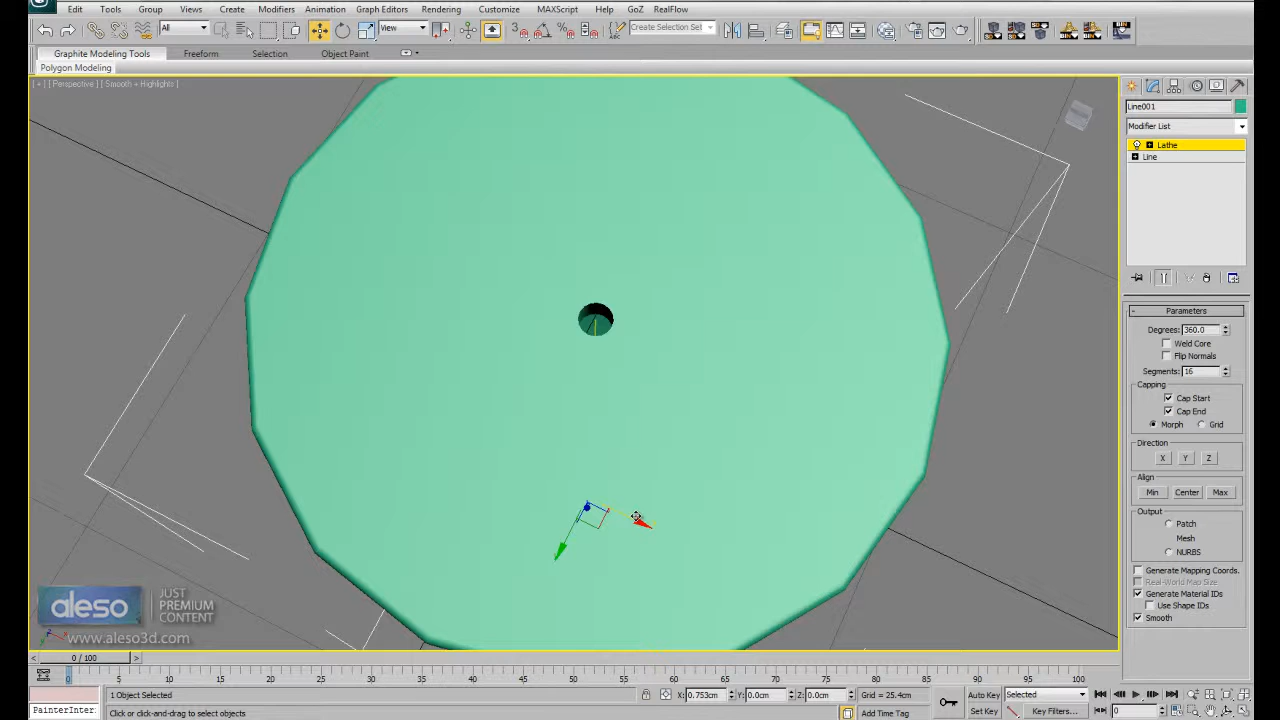 Edit Tools Group Views Create Modifiers Animation Graph Editors Rendering Customize MAXScript Help GoZ RealFlow
All View Create Selection Set
Graphite Modeling Tools Freeform Selection Object Paint
Polygon Modeling
[ + ] [ Perspective ] [ Smooth + Highlights ]
Line001
Modifier List
Lathe
Line
Parameters
Degrees: 360.0
Weld Core
Flip Normals
Segments: 16
Capping
Cap Start
Cap End
Morph Grid
Direction
X Y Z
Align
Min Center Max
Output
Patch
Mesh
NURBS
Generate Mapping Coords.
Real-World Map Size
Generate Material IDs
Use Shape IDs
Smooth
aleso JUST PREMIUM CONTENT
www.aleso3d.com
0 / 100
0 5 10 15 20 25 30 35 40 45 50 55 60 65 70 75 80 85 90 95 100
1 Object Selected X: 0.753cm Y: 0.0cm Z: 0.0cm Grid = 25.4cm Auto Key Selected
PainterInter: Click or click-and-drag to select objects Add Time Tag Set Key Key Filters... 0